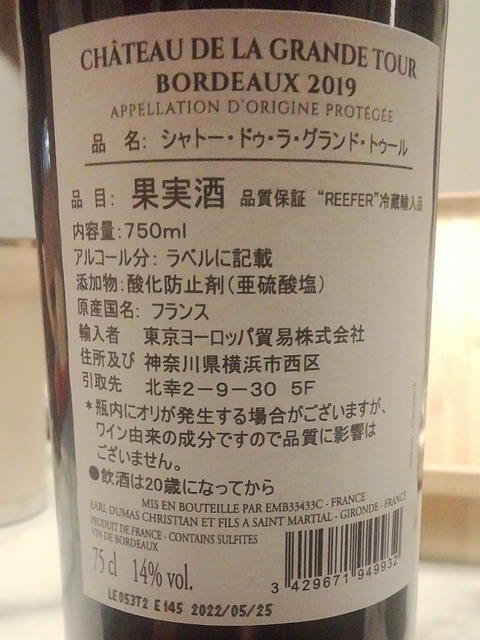 CHÂTEAU DE LA GRANDE TOUR
BORDEAUX 2019
APPELLATION D'ORIGINE PROTÉGÉE
品　名: シャトー・ドゥ・ラ・グランド・トゥール
品目: 果実酒 品質保証 “REEFER”冷蔵輸入品
内容量:750ml
アルコール分: ラベルに記載
添加物:酸化防止剤(亜硫酸塩)
原産国名: フランス
輸入者　東京ヨーロッパ貿易株式会社
住所及び 神奈川県横浜市西区
引取先　北幸2-9-30 5F
*瓶内にオリが発生する場合がございますが、
ワイン由来の成分ですので品質に影響は
ございません。
●飲酒は20歳になってから
MIS EN BOUTEILLE PAR EMB33433C - FRANCE
EARL DUMAS CHRISTIAN ET FILS A SAINT MARTIAL - GIRONDE - FRANCE
PRODUIT DE FRANCE - CONTAINS SULFITES
VIN DE BORDEAUX
75 cl 14% vol.
3 429671 949932
LE053T2 E145 2022/05/25